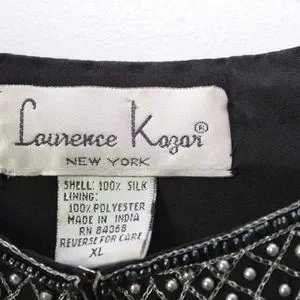 Laurence Kazar®
NEW YORK
SHELL: 100% SILK
LINING:
100% POLYESTER
MADE IN INDIA
RN 84368
REVERSE FOR CARE
XL